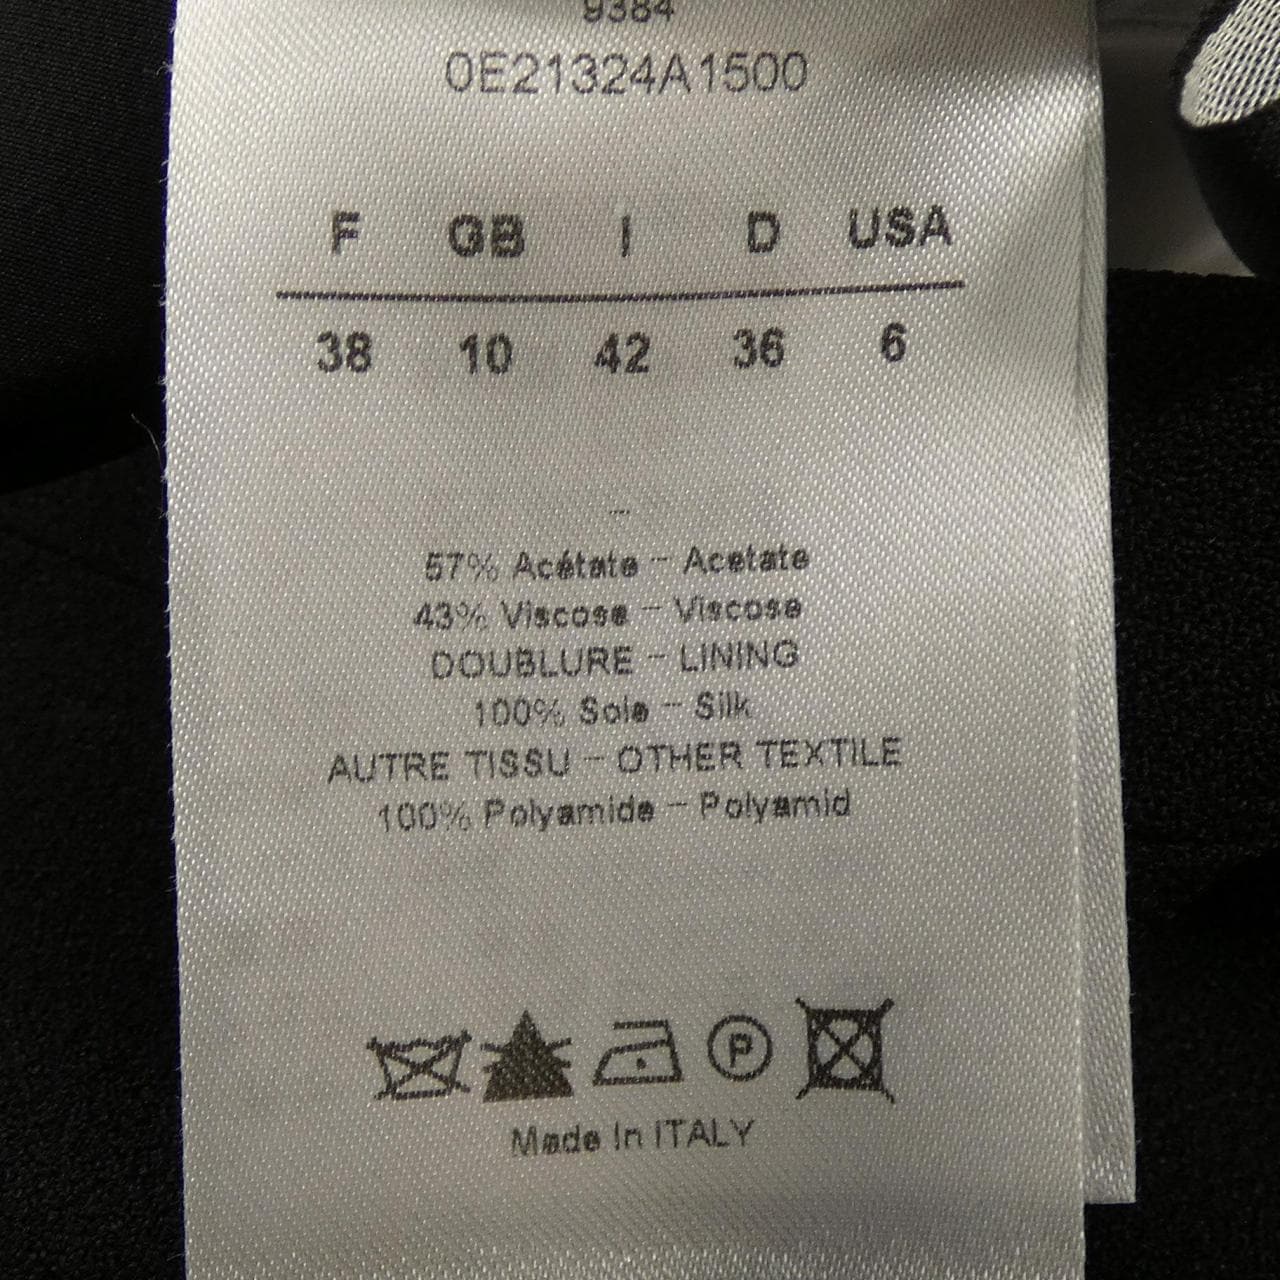 9384
0E21324A1500
F GB I D USA
38 10 42 36 6
57% Acétate - Acetate
43% Viscose - Viscose
DOUBLURE - LINING
100% Soie - Silk
AUTRE TISSU - OTHER TEXTILE
100% Polyamide - Polyamid
P
Made in ITALY